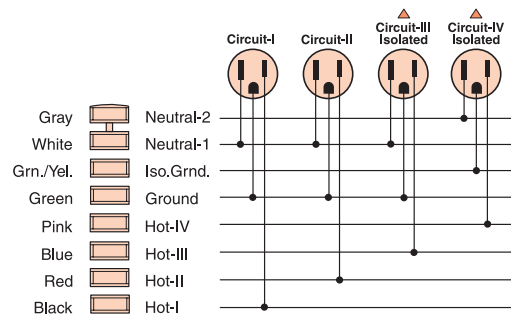 Circuit-I
Circuit-II
Circuit-III
Isolated
Circuit-IV
Isolated
Gray Neutral-2
White Neutral-1
Grn./Yel. Iso.Grnd.
Green Ground
Pink Hot-IV
Blue Hot-III
Red Hot-II
Black Hot-I